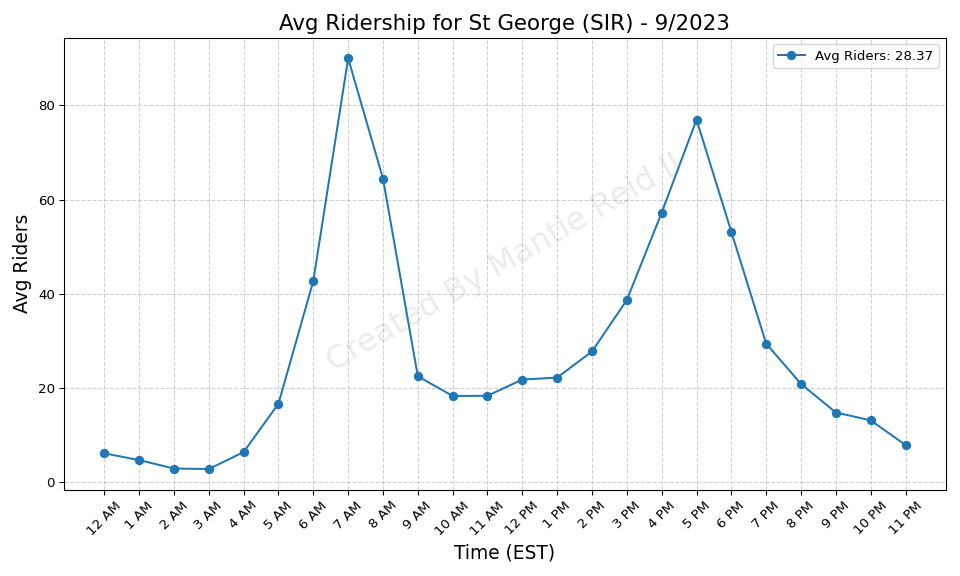 Avg Ridership for St George (SIR) - 9/2023
Avg Riders: 28.37
Avg Riders
80
60
40
20
0
Created By Mantle Reid II
12 AM
1 AM
2 AM
3 AM
4 AM
5 AM
6 AM
7 AM
8 AM
9 AM
10 AM
11 AM
12 PM
1 PM
2 PM
3 PM
4 PM
5 PM
6 PM
7 PM
8 PM
9 PM
10 PM
11 PM
Time (EST)